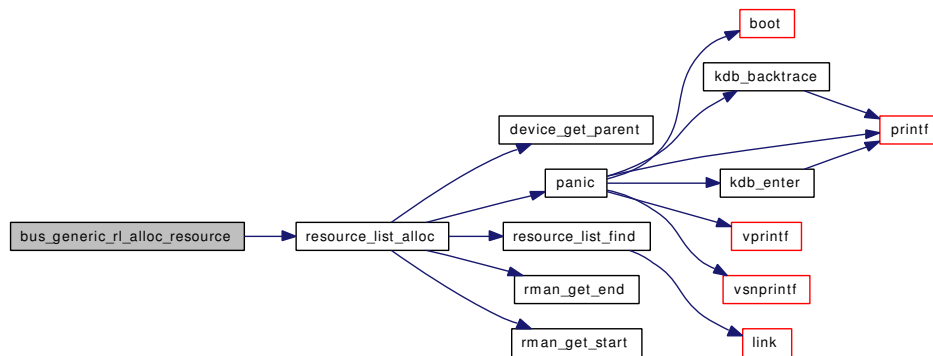 boot
kdb_backtrace
device_get_parent
printf
panic
kdb_enter
bus_generic_rl_alloc_resource
resource_list_alloc
resource_list_find
vprintf
rman_get_end
vsnprintf
rman_get_start
link